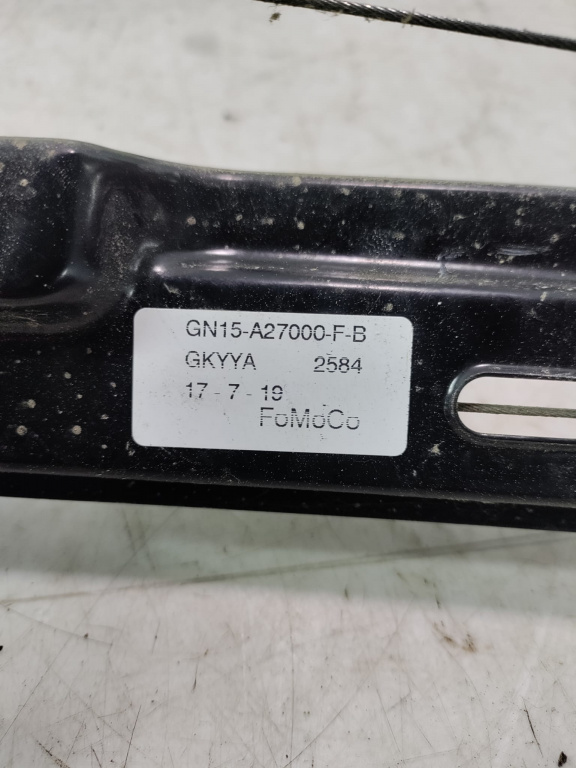 GN15-A27000-F-B
GKYYA 2584
17-7-19
FoMoCo